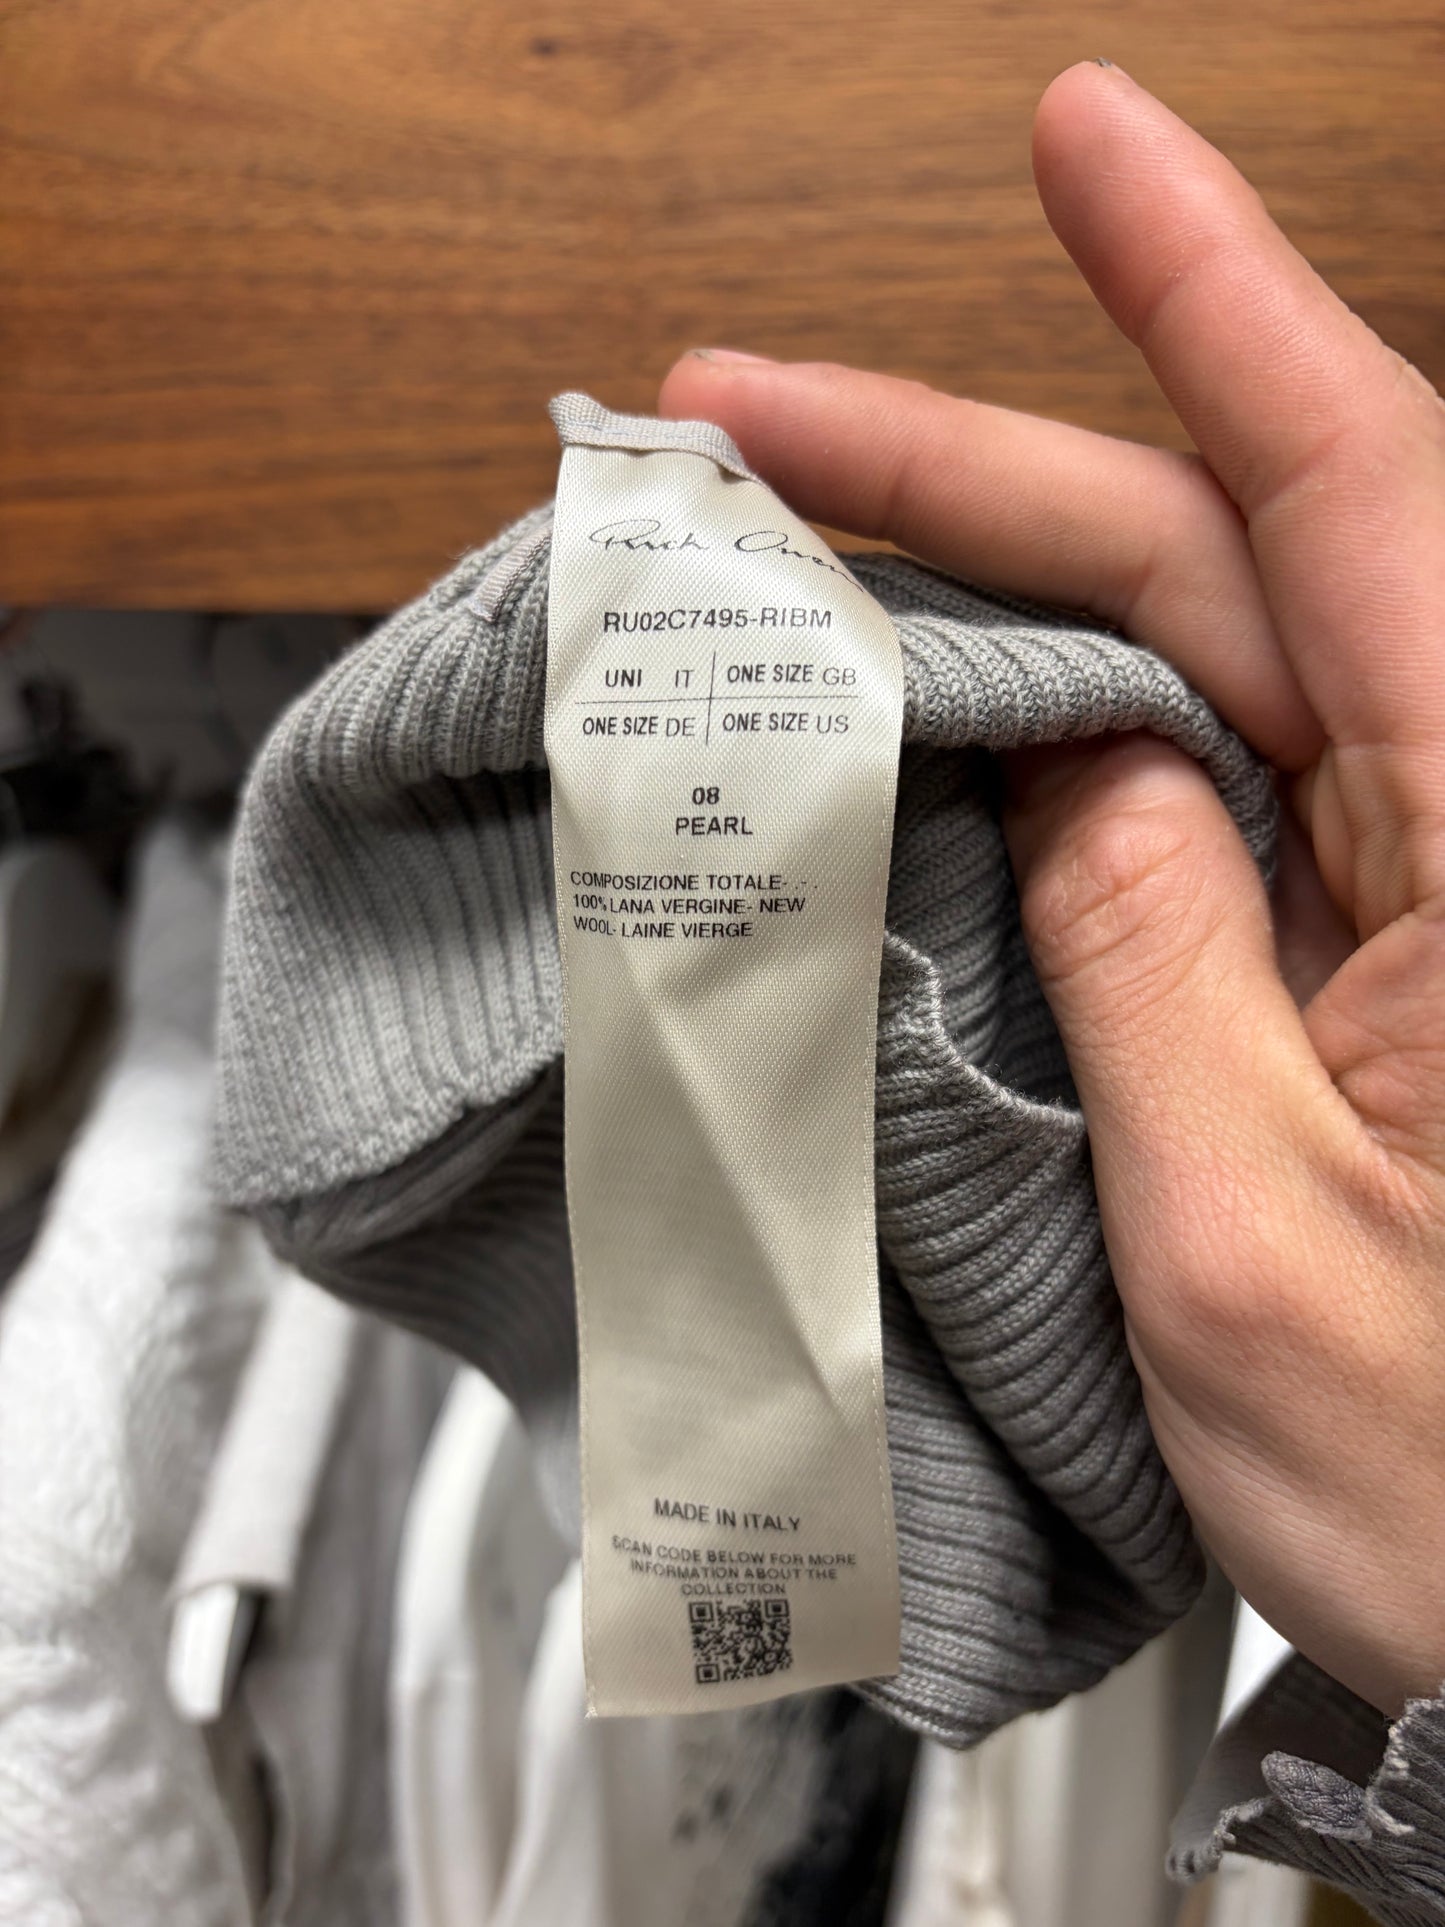 Rick Owens
RU02C7495-RIBM
UNI IT ONE SIZE GB
ONE SIZE DE ONE SIZE US
08
PEARL
COMPOSIZIONE TOTALE- .- .
100% LANA VERGINE- NEW
WOOL- LAINE VIERGE
MADE IN ITALY
SCAN CODE BELOW FOR MORE
INFORMATION ABOUT THE
COLLECTION